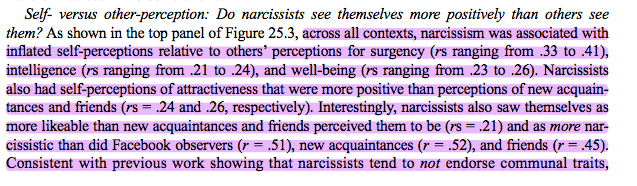 Self- versus other-perception: Do narcissists see themselves more positively than others see
them? As shown in the top panel of Figure 25.3, across all contexts, narcissism was associated with
inflated self-perceptions relative to others’ perceptions for surgency (rs ranging from .33 to .41),
intelligence (rs ranging from .21 to .24), and well-being (rs ranging from .23 to .26). Narcissists
also had self-perceptions of attractiveness that were more positive than perceptions of new acquain-
tances and friends (rs = .24 and .26, respectively). Interestingly, narcissists also saw themselves as
more likeable than new acquaintances and friends perceived them to be (rs = .21) and as more nar-
cissistic than did Facebook observers (r = .51), new acquaintances (r = .52), and friends (r = .45).
Consistent with previous work showing that narcissists tend to not endorse communal traits,